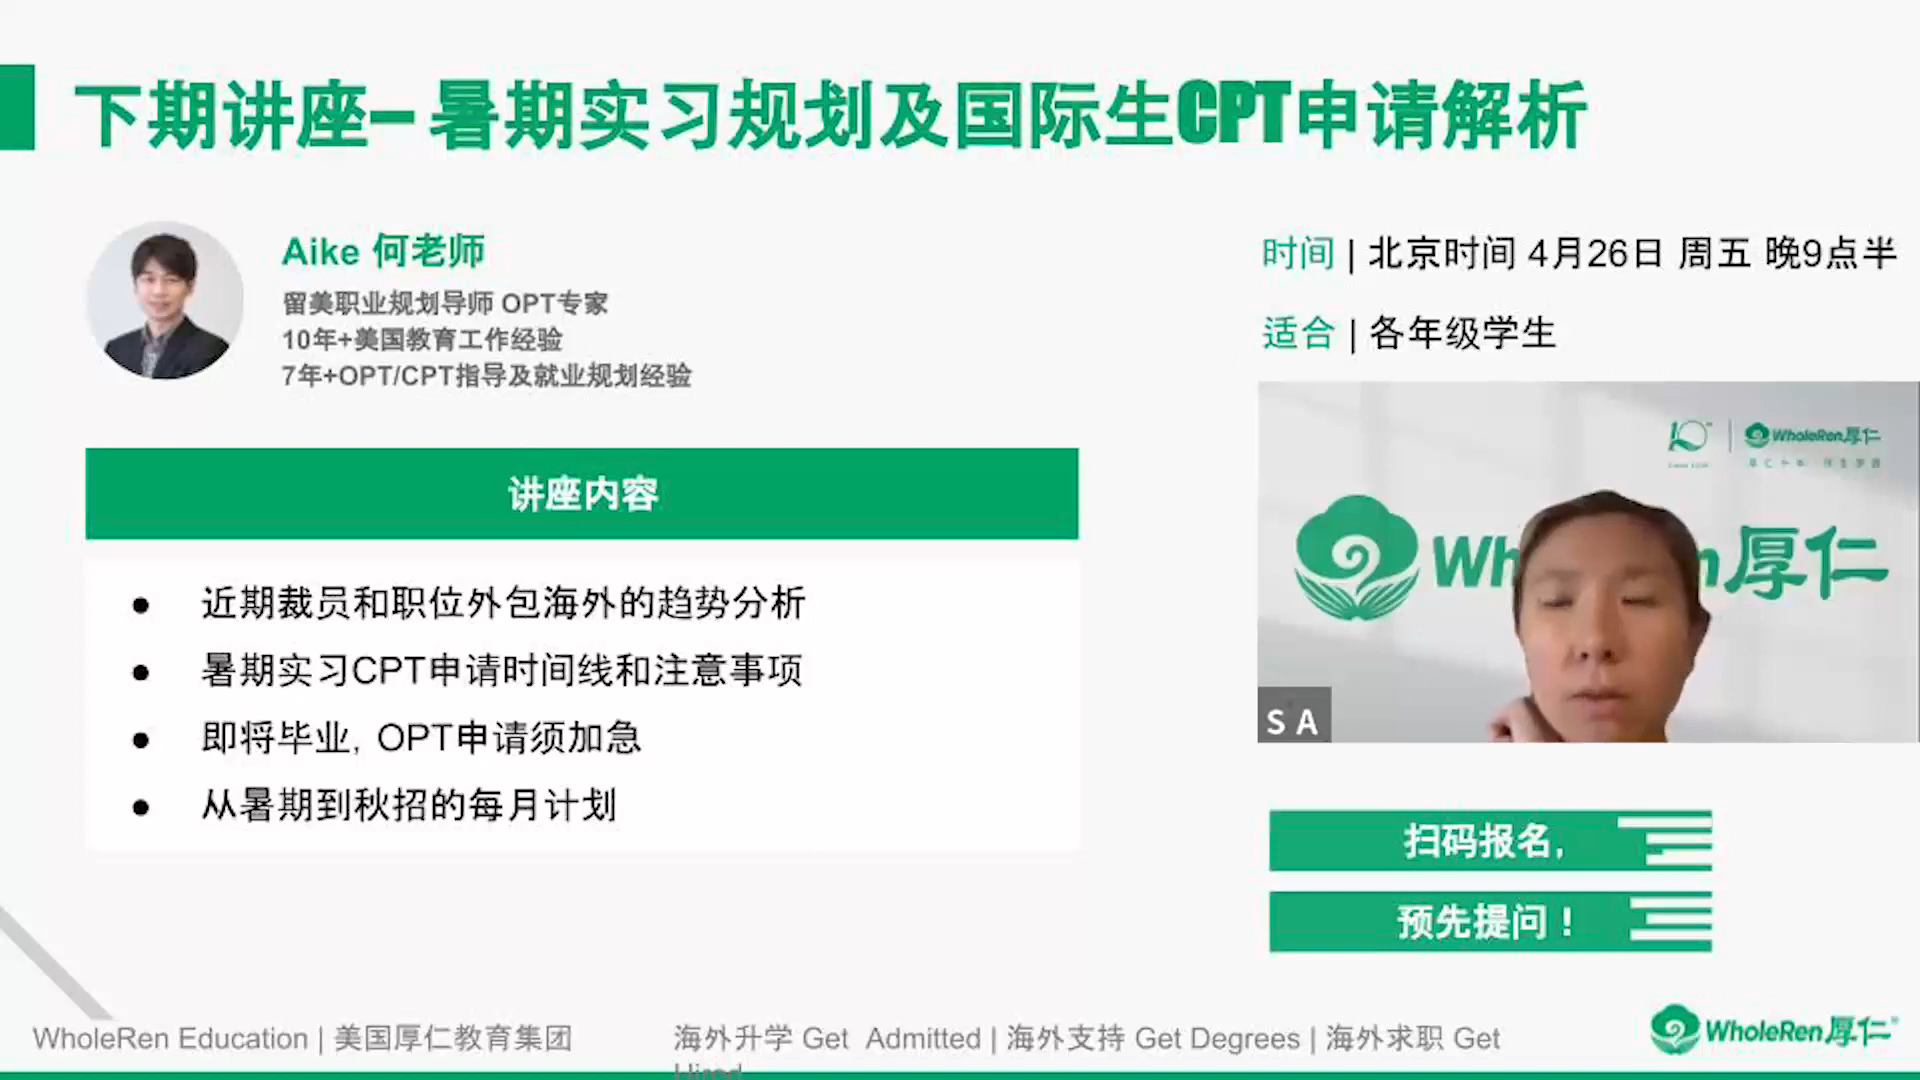 下期讲座– 暑期实习规划及国际生CPT申请解析
Aike 何老师
留美职业规划导师 OPT专家
10年+美国教育工作经验
7年+OPT/CPT指导及就业规划经验
时间 | 北京时间 4月26日 周五 晚9点半
适合 | 各年级学生
讲座内容
● 近期裁员和职位外包海外的趋势分析
● 暑期实习CPT申请时间线和注意事项
● 即将毕业, OPT申请须加急
● 从暑期到秋招的每月计划
10 | WholeRen厚仁
Wh n厚仁
S A
扫码报名,
预先提问！
WholeRen Education | 美国厚仁教育集团
海外升学 Get Admitted | 海外支持 Get Degrees | 海外求职 Get
WholeRen厚仁®